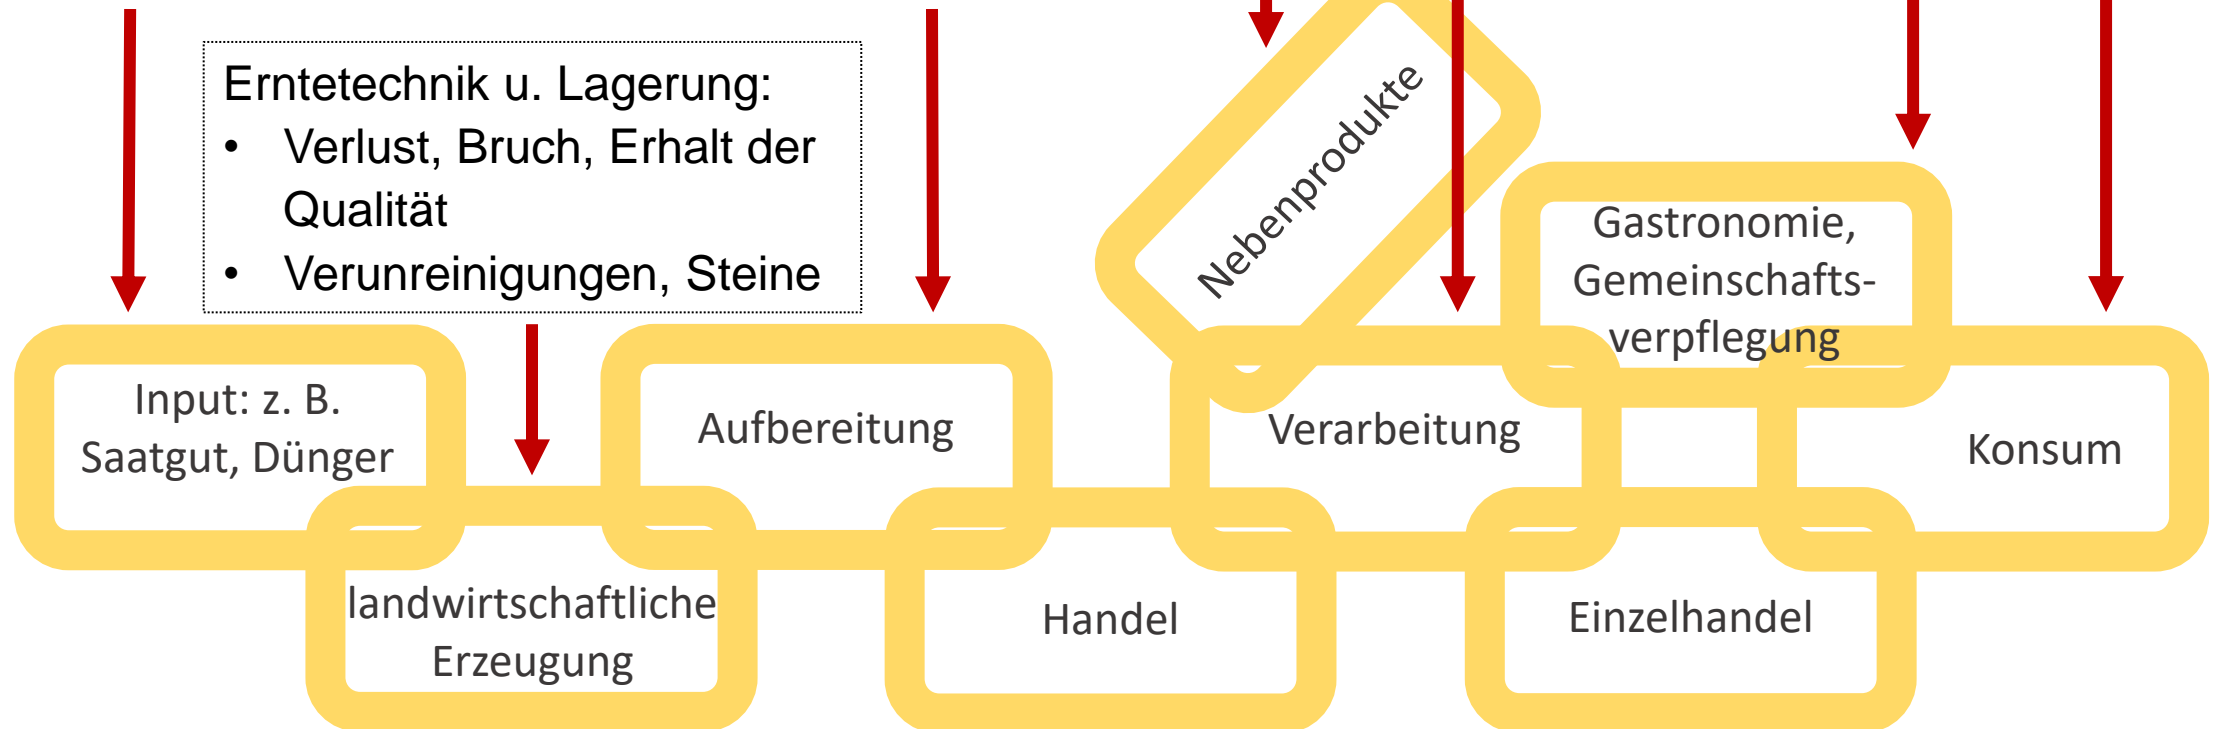 Erntetechnik u. Lagerung:
• Verlust, Bruch, Erhalt der
Qualität
• Verunreinigungen, Steine
Nebenprodukte
Gastronomie,
Gemeinschafts-
verpflegung
Input: z. B.
Saatgut, Dünger
Aufbereitung
Verarbeitung
Konsum
landwirtschaftliche
Erzeugung
Handel
Einzelhandel